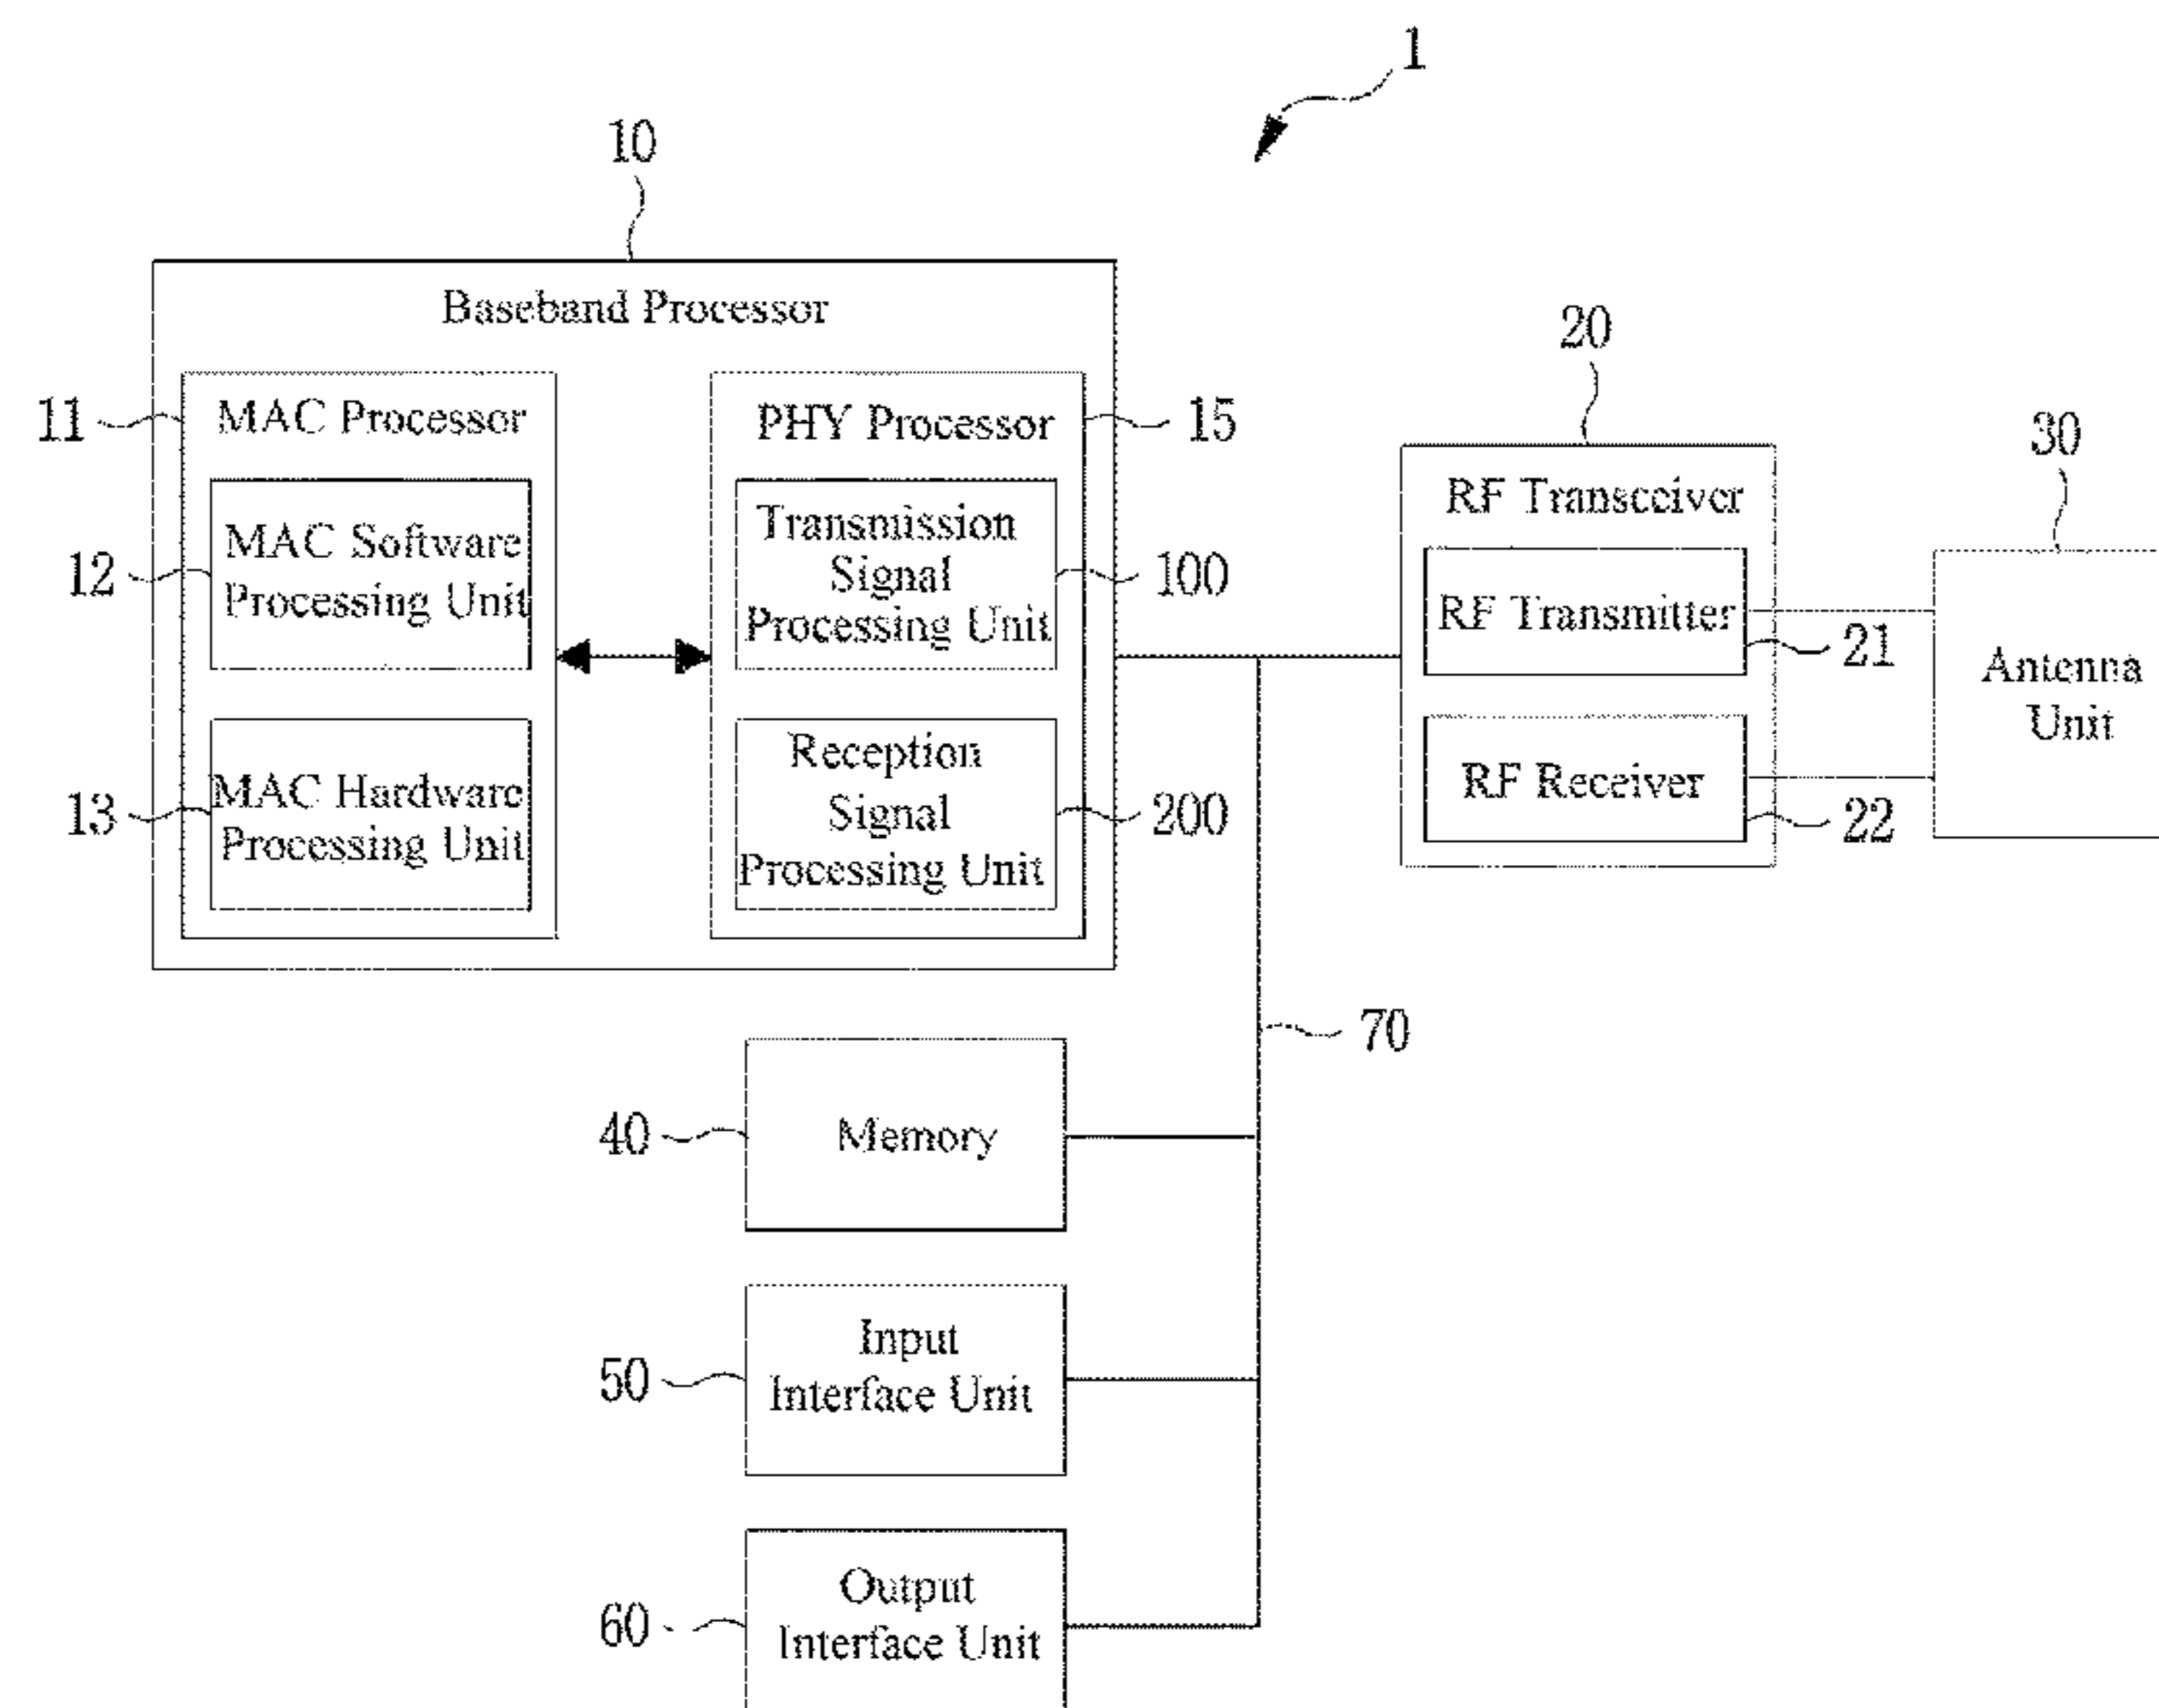 1
10
Baseband Processor
20
11
MAC Processor
PHY Processor
15
30
RF Transceiver
MAC Software
Processing Unit
12
Transmission
Signal
Processing Unit
100
RF Transmitter
21
Antenna
Unit
MAC Hardware
Processing Unit
13
Reception
Signal
Processing Unit
200
RF Receiver
22
70
40
Memory
50
Input
Interface Unit
60
Output
Interface Unit